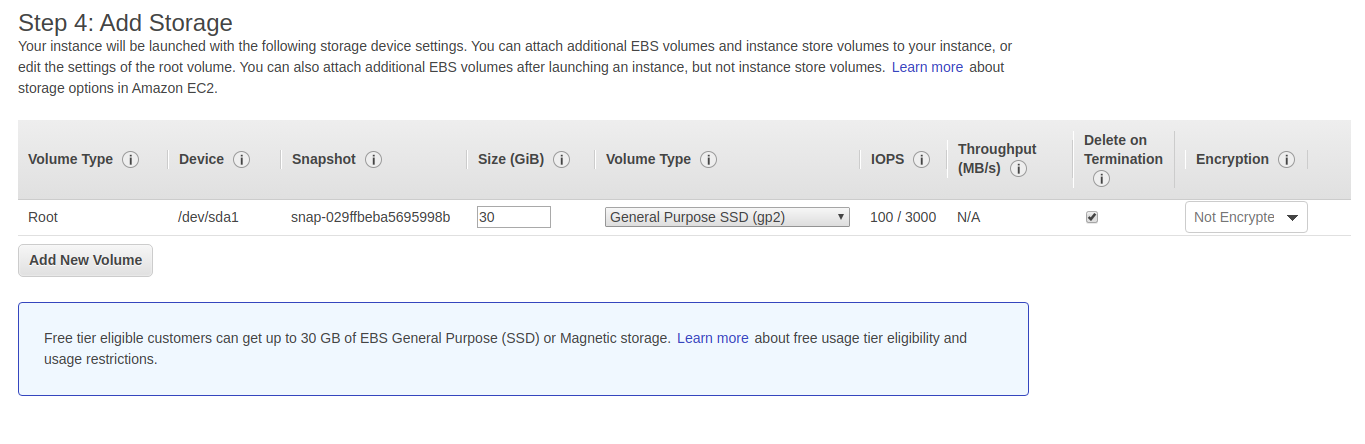 Step 4: Add Storage
Your instance will be launched with the following storage device settings. You can attach additional EBS volumes and instance store volumes to your instance, or
edit the settings of the root volume. You can also attach additional EBS volumes after launching an instance, but not instance store volumes. Learn more about
storage options in Amazon EC2.
Volume Type i Device i Snapshot i Size (GiB) i Volume Type i IOPS i Throughput (MB/s) i Delete on Termination i Encryption i
Root /dev/sda1 snap-029ffbeba5695998b 30 General Purpose SSD (gp2) 100 / 3000 N/A Not Encrypte
Add New Volume
Free tier eligible customers can get up to 30 GB of EBS General Purpose (SSD) or Magnetic storage. Learn more about free usage tier eligibility and
usage restrictions.